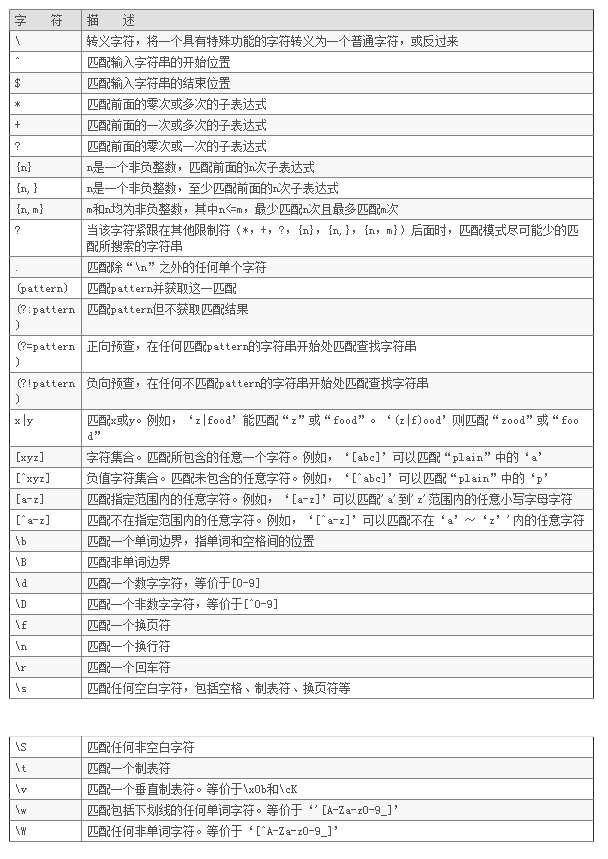 字 符 描 述
\ 转义字符，将一个具有特殊功能的字符转义为一个普通字符，或反过来
^ 匹配输入字符串的开始位置
$ 匹配输入字符串的结束位置
* 匹配前面的零次或多次的子表达式
+ 匹配前面的一次或多次的子表达式
? 匹配前面的零次或一次的子表达式
{n} n是一个非负整数，匹配前面的n次子表达式
{n,} n是一个非负整数，至少匹配前面的n次子表达式
{n,m} m和n均为非负整数，其中n<=m，最少匹配n次且最多匹配m次
? 当该字符紧跟在其他限制符（*，+，?，{n}，{n,}，{n，m}）后面时，匹配模式尽可能少的匹
配所搜索的字符串
. 匹配除“\n”之外的任何单个字符
(pattern) 匹配pattern并获取这一匹配
(?:pattern 匹配pattern但不获取匹配结果
)
(?=pattern 正向预查，在任何匹配pattern的字符串开始处匹配查找字符串
)
(?!pattern 负向预查，在任何不匹配pattern的字符串开始处匹配查找字符串
)
x|y 匹配x或y。例如，‘z|food’能匹配“z”或“food”。‘(z|f)ood’则匹配“zood”或“foo
d”
[xyz] 字符集合。匹配所包含的任意一个字符。例如，‘[abc]’可以匹配“plain”中的‘a’
[^xyz] 负值字符集合。匹配未包含的任意字符。例如，‘[^abc]’可以匹配“plain”中的‘p’
[a-z] 匹配指定范围内的任意字符。例如，‘[a-z]’可以匹配'a'到'z'范围内的任意小写字母字符
[^a-z] 匹配不在指定范围内的任意字符。例如，‘[^a-z]’可以匹配不在‘a’～‘z’'内的任意字符
\b 匹配一个单词边界，指单词和空格间的位置
\B 匹配非单词边界
\d 匹配一个数字字符，等价于[0-9]
\D 匹配一个非数字字符，等价于[^0-9]
\f 匹配一个换页符
\n 匹配一个换行符
\r 匹配一个回车符
\s 匹配任何空白字符，包括空格、制表符、换页符等
\S 匹配任何非空白字符
\t 匹配一个制表符
\v 匹配一个垂直制表符。等价于\x0b和\cK
\w 匹配包括下划线的任何单词字符。等价于‘'[A-Za-z0-9_]’
\W 匹配任何非单词字符。等价于‘[^A-Za-z0-9_]’